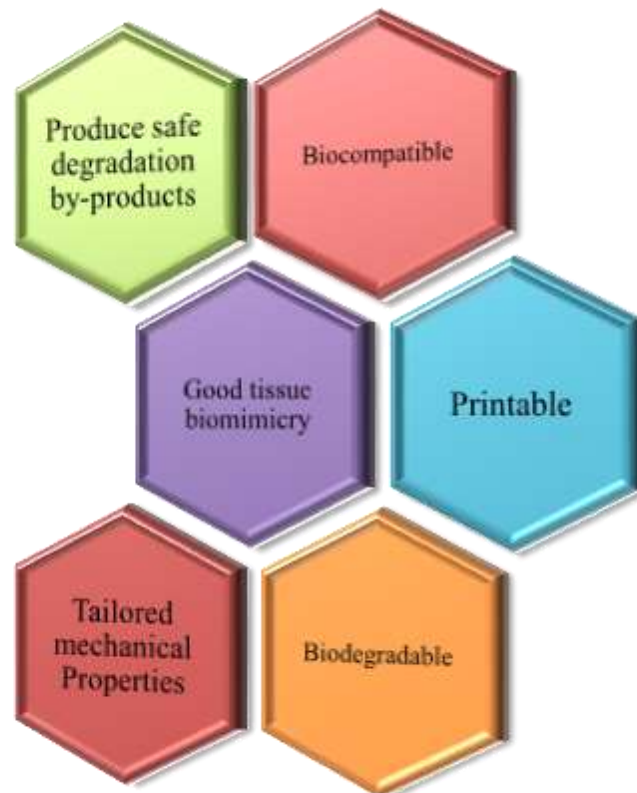 Produce safe
degradation
by-products
Biocompatible
Good tissue
biomimicry
Printable
Tailored
mechanical
Properties
Biodegradable